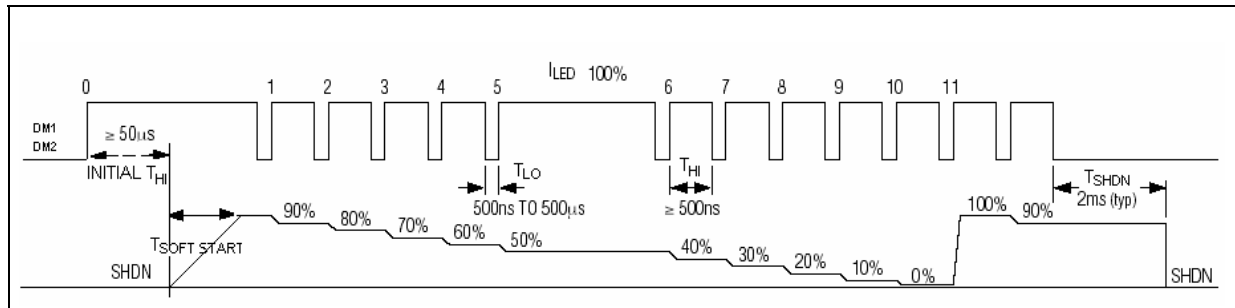 I LED 100%
0 1 2 3 4 5 6 7 8 9 10 11
DM1
DM2
≥ 50µs
INITIAL THI
TLO
500ns TO 500µs
THI
≥ 500ns
TSHDN
2ms (typ)
TSOFT START
90% 80% 70% 60% 50% 40% 30% 20% 10% 0% 100% 90%
SHDN SHDN